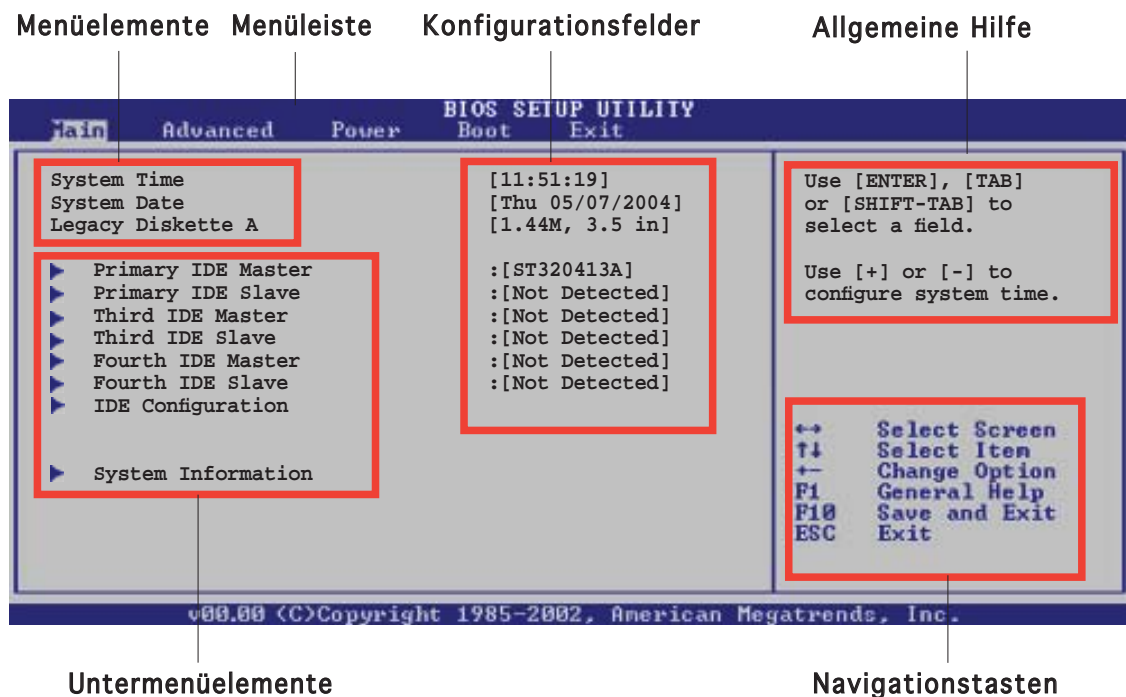 Menüelemente Menüleiste Konfigurationsfelder Allgemeine Hilfe
BIOS SETUP UTILITY
Main Advanced Power Boot Exit
System Time [11:51:19]
System Date [Thu 05/07/2004]
Legacy Diskette A [1.44M, 3.5 in]
Primary IDE Master :[ST320413A]
Primary IDE Slave :[Not Detected]
Third IDE Master :[Not Detected]
Third IDE Slave :[Not Detected]
Fourth IDE Master :[Not Detected]
Fourth IDE Slave :[Not Detected]
IDE Configuration
System Information
Use [ENTER], [TAB]
or [SHIFT-TAB] to
select a field.
Use [+] or [-] to
configure system time.
↔ Select Screen
↑↓ Select Item
+- Change Option
F1 General Help
F10 Save and Exit
ESC Exit
v00.00 (C)Copyright 1985-2002, American Megatrends, Inc.
Untermenüelemente Navigationstasten